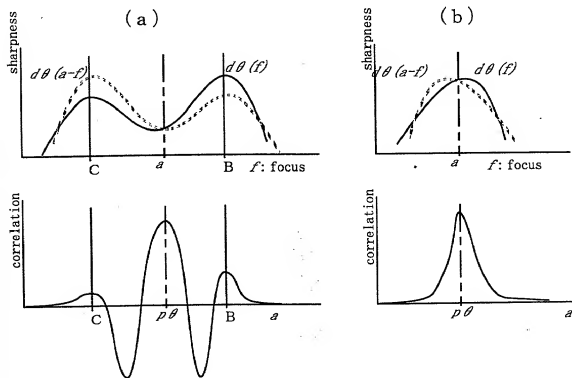 (a)
(b)
sharpness
dθ(a-f)
dθ(f)
C
a
B
f: focus
sharpness
dθ(a-f)
dθ(f)
a
f: focus
correlation
C
pθ
B
a
correlation
pθ
a